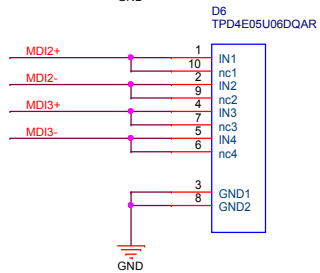 GND
D6
TPD4E05U06DQAR
MDI2+ 1 IN1
10 nc1
MDI2- 2 IN2
9 nc2
MDI3+ 4 IN3
7 nc3
MDI3- 5 IN4
6 nc4
3 GND1
8 GND2
GND